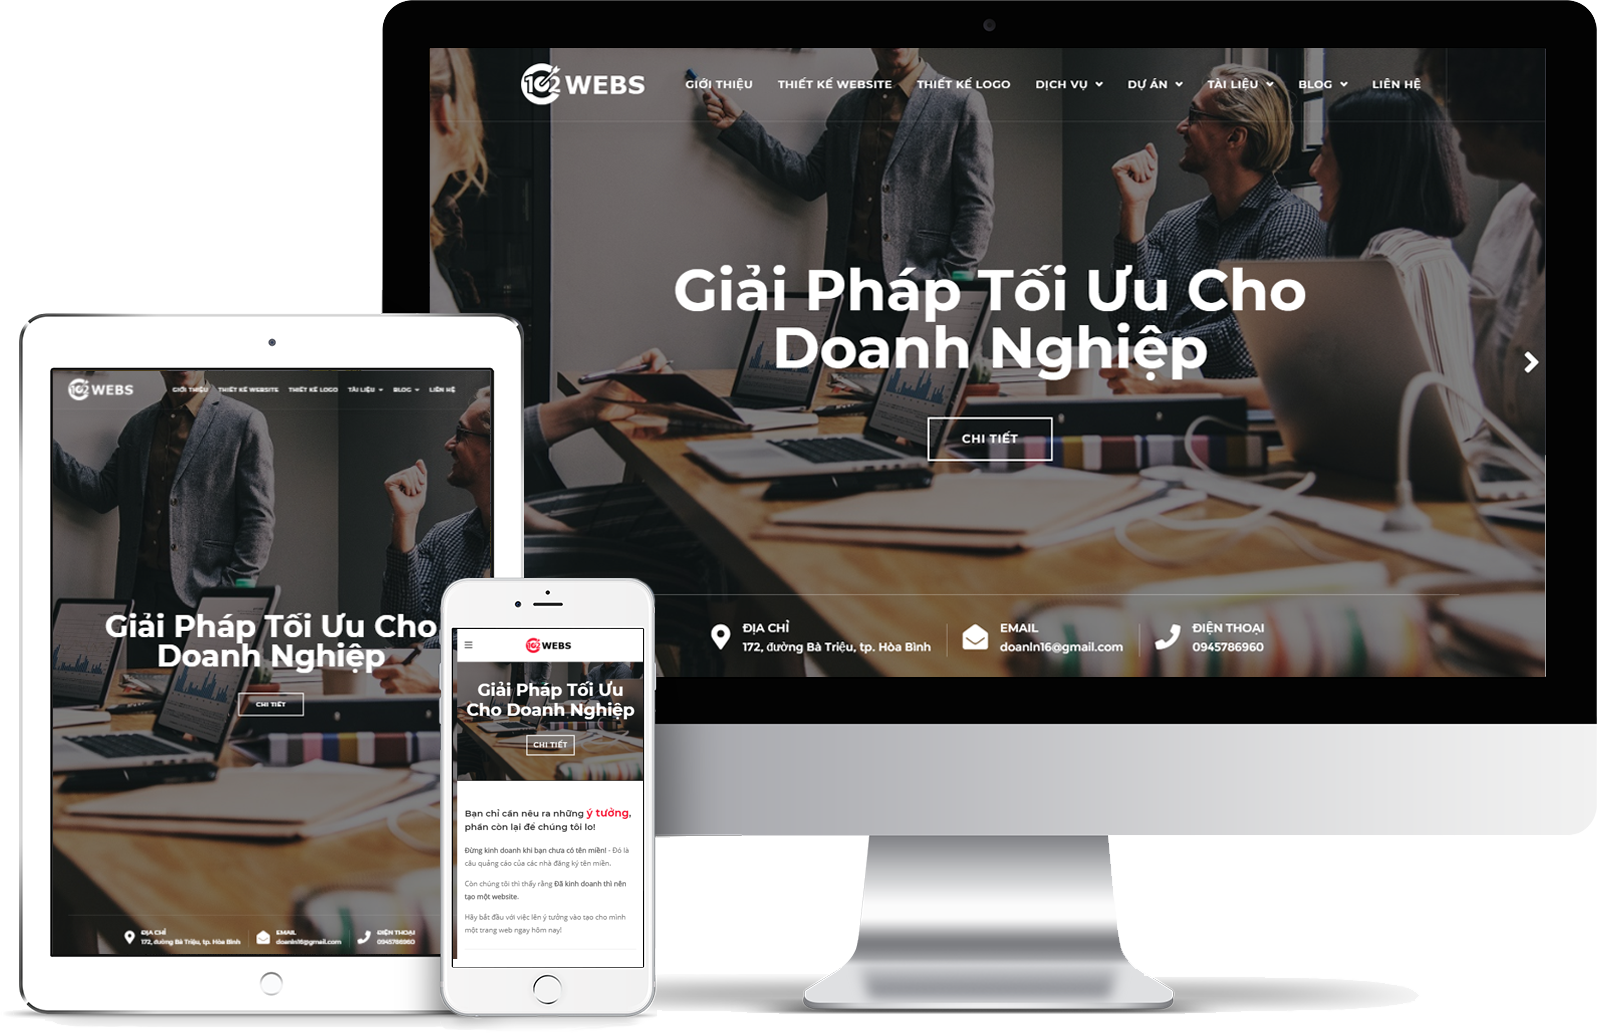 102 WEBS
GIỚI THIỆU THIẾT KẾ WEBSITE THIẾT KẾ LOGO DỊCH VỤ DỰ ÁN TÀI LIỆU BLOG LIÊN HỆ
Giải Pháp Tối Ưu Cho
Doanh Nghiệp
CHI TIẾT
ĐỊA CHỈ
172, đường Bà Triệu, tp. Hòa Bình
EMAIL
doanln16@gmail.com
ĐIỆN THOẠI
0945786960
102 WEBS
GIỚI THIỆU THIẾT KẾ WEBSITE THIẾT KẾ LOGO TÀI LIỆU BLOG LIÊN HỆ
Giải Pháp Tối Ưu Cho
Doanh Nghiệp
CHI TIẾT
ĐỊA CHỈ
172, đường Bà Triệu, tp. Hòa Bình
EMAIL
doanln16@gmail.com
ĐIỆN THOẠI
0945786960
102 WEBS
Giải Pháp Tối Ưu
Cho Doanh Nghiệp
CHI TIẾT
Bạn chỉ cần nêu ra những ý tưởng,
phần còn lại để chúng tôi lo!
Đừng kinh doanh khi bạn chưa có tên miền! - Đó là
câu quảng cáo của các nhà đăng ký tên miền.
Còn chúng tôi thì thấy rằng Đã kinh doanh thì nên
tạo một website.
Hãy bắt đầu với việc lên ý tưởng vào tạo cho mình
một trang web ngay hôm nay!